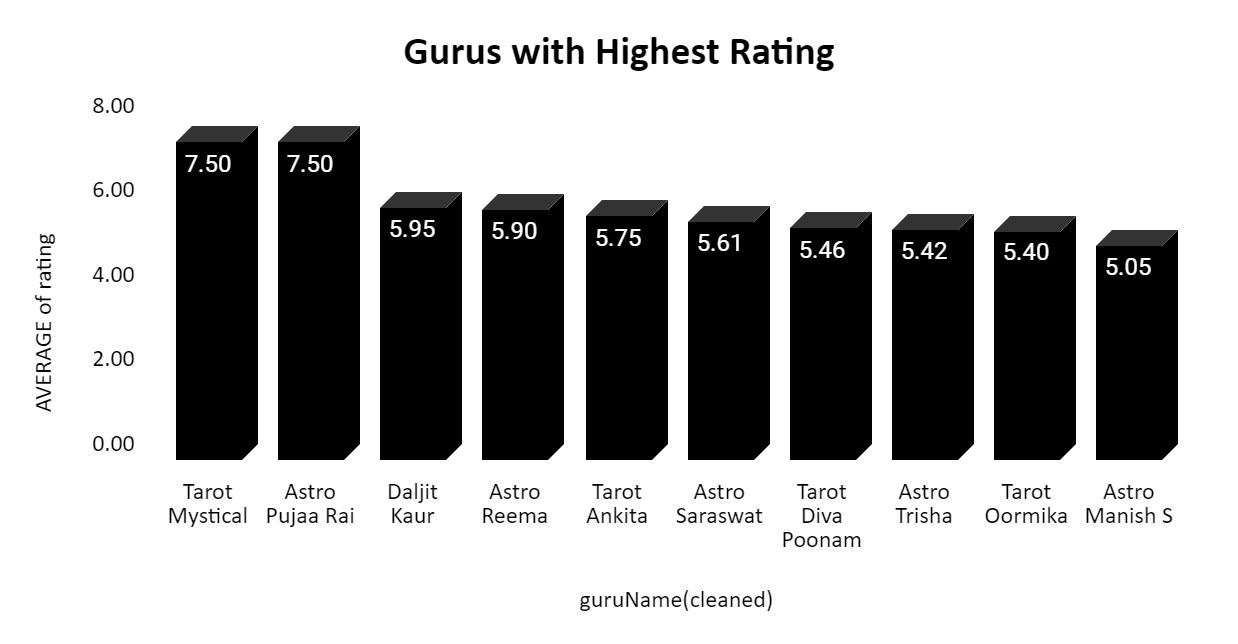 Gurus with Highest Rating
8.00
6.00
4.00
2.00
0.00
AVERAGE of rating
7.50
7.50
5.95
5.90
5.75
5.61
5.46
5.42
5.40
5.05
Tarot
Mystical
Astro
Pujaa Rai
Daljit
Kaur
Astro
Reema
Tarot
Ankita
Astro
Saraswat
Tarot
Diva
Poonam
Astro
Trisha
Tarot
Oormika
Astro
Manish S
guruName(cleaned)